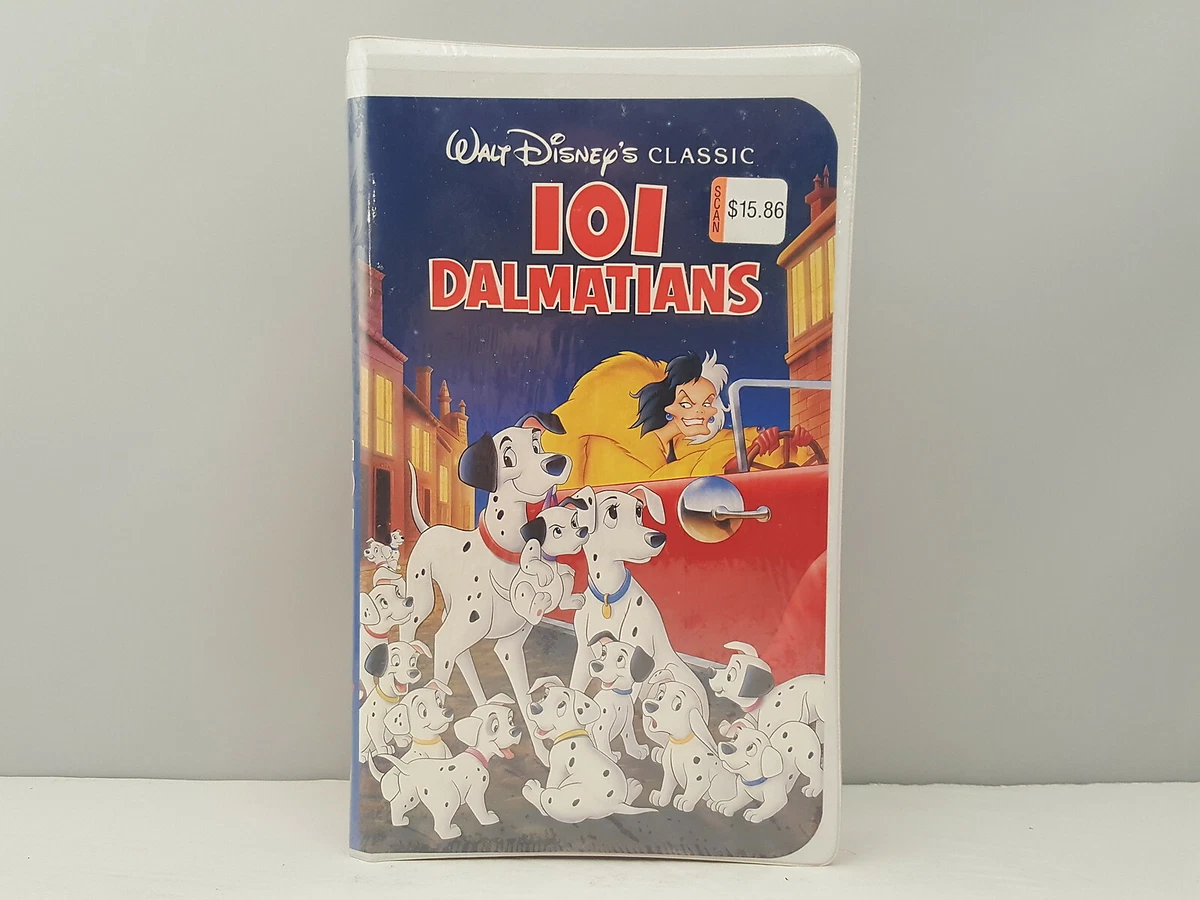 WALT DISNEY'S CLASSIC
101
DALMATIANS
SCAN
$15.86